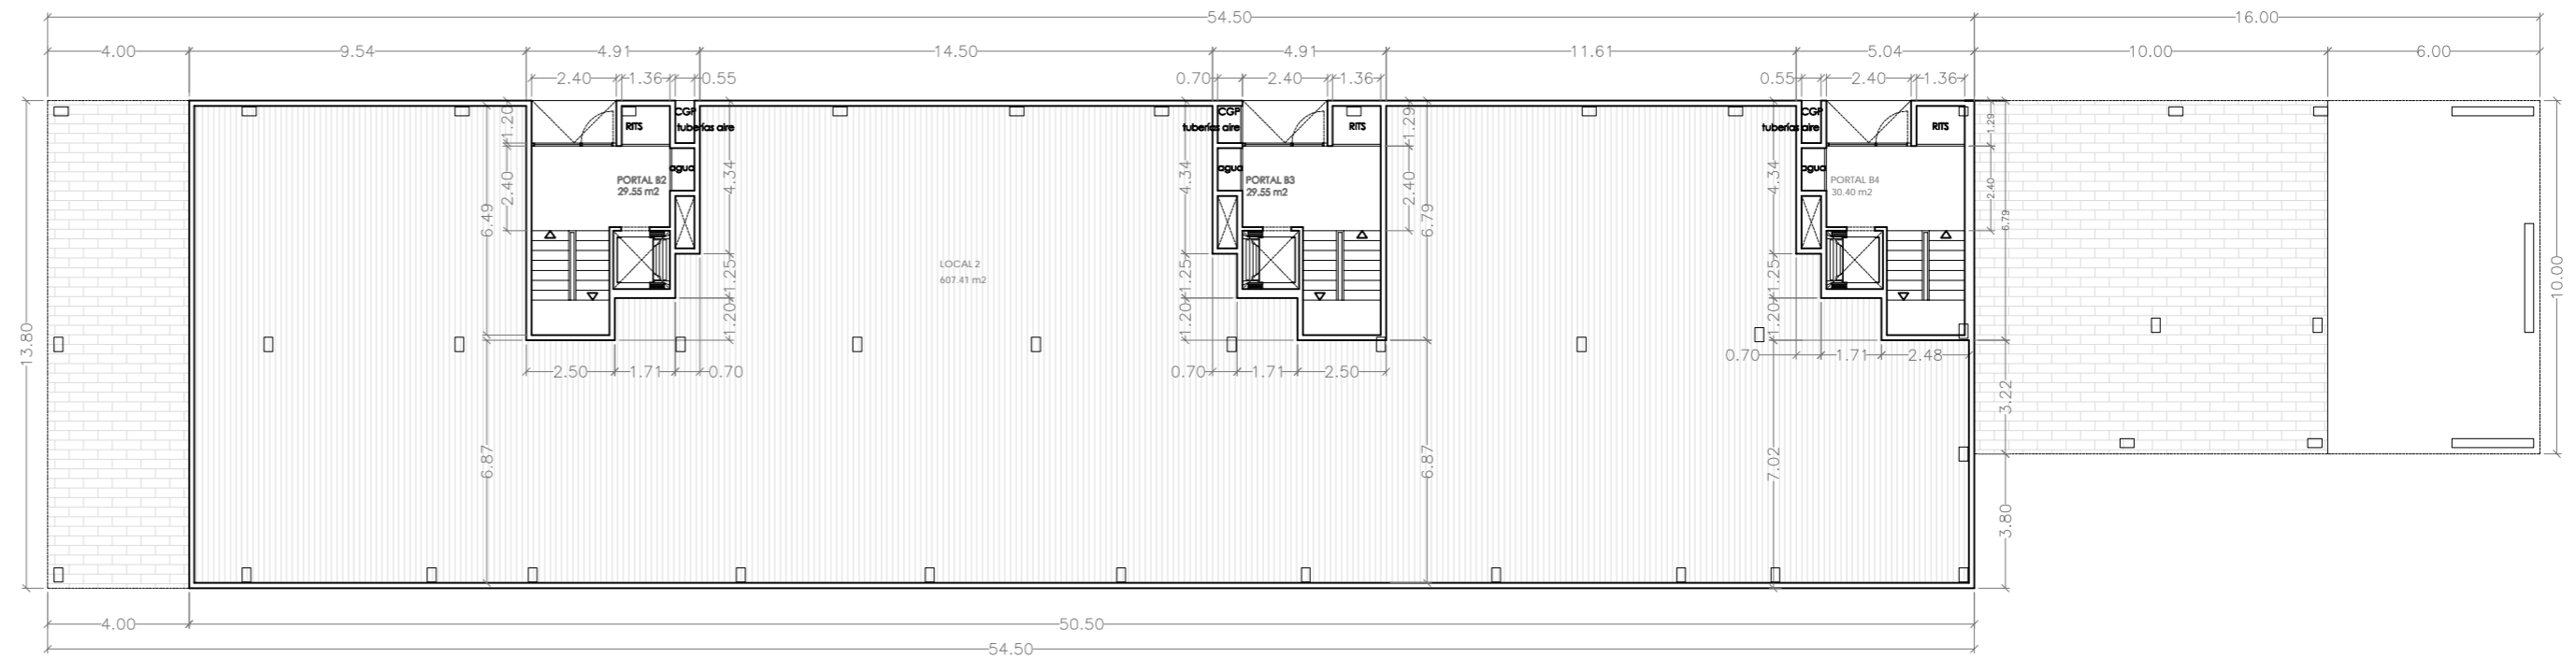 54.50
16.00
4.00
9.54
4.91
14.50
4.91
11.61
5.04
10.00
6.00
2.40
1.36
0.55
0.70
2.40
1.36
0.55
2.40
1.36
CGP
RITS
tuberías aire
agua
PORTAL B2
29.55 m2
1.20
2.40
6.49
4.34
1.25
1.20
CGP
tuberías aire
RITS
agua
PORTAL B3
29.55 m2
4.34
1.25
1.20
1.29
2.40
6.79
CGP
tuberías aire
RITS
agua
PORTAL B4
30.40 m2
4.34
1.25
1.20
1.29
2.40
6.79
10.00
LOCAL 2
607.41 m2
13.80
2.50
1.71
0.70
0.70
1.71
2.50
0.70
1.71
2.48
6.87
6.87
7.02
3.22
3.80
4.00
50.50
54.50